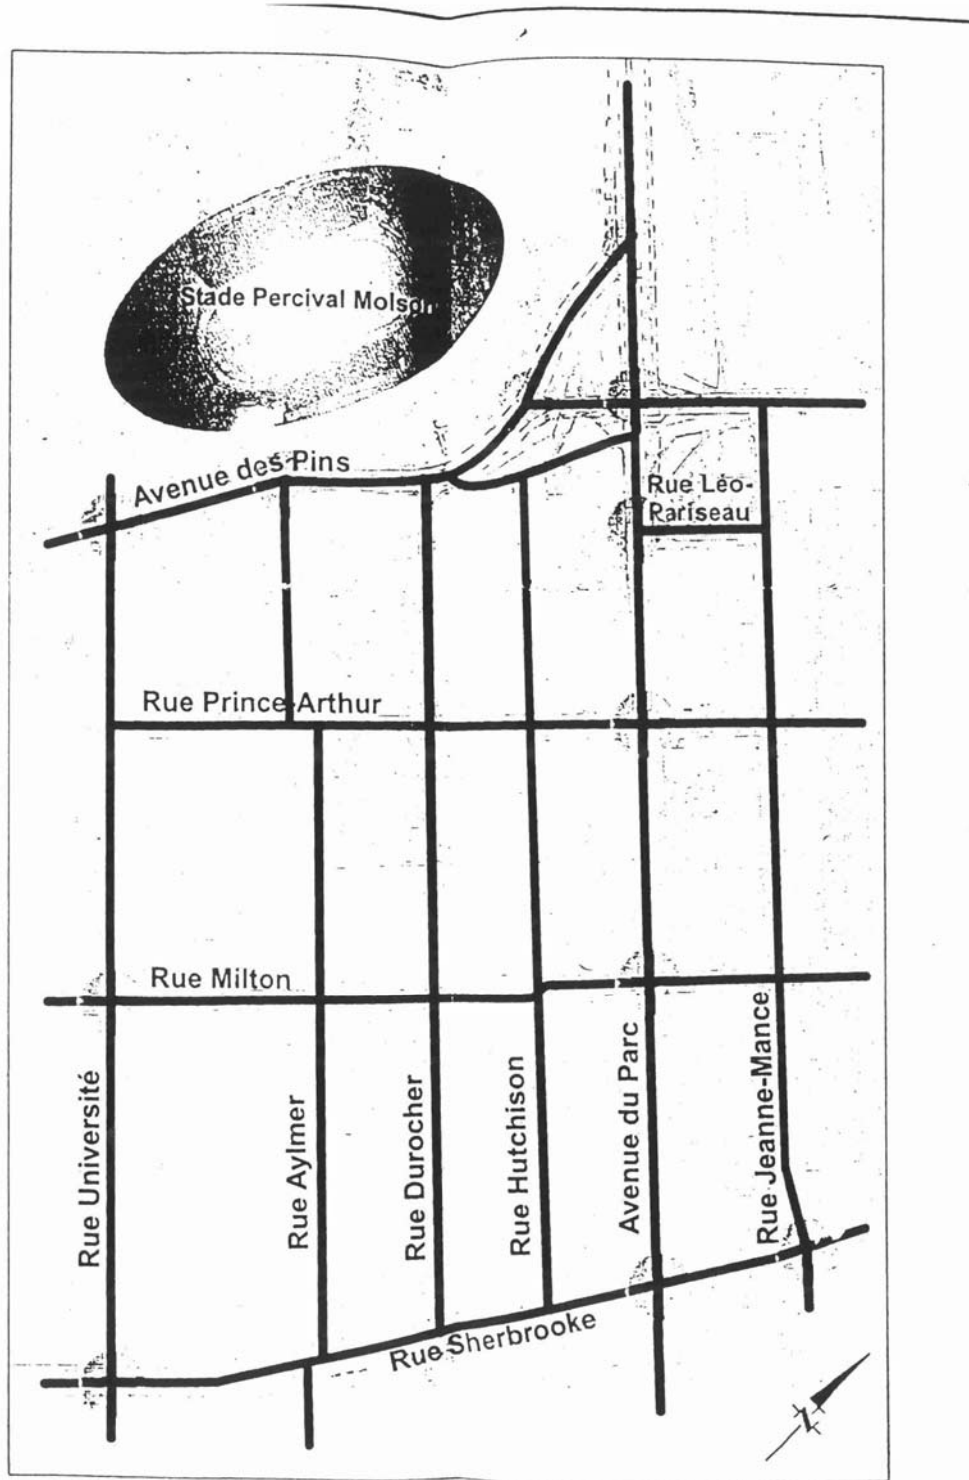 Stade Percival Molson
Avenue des Pins
Rue Léo-
Pariseau
Rue Prince-Arthur
Rue Milton
Rue Université
Rue Aylmer
Rue Durocher
Rue Hutchison
Avenue du Parc
Rue Jeanne-Mance
Rue Sherbrooke
N